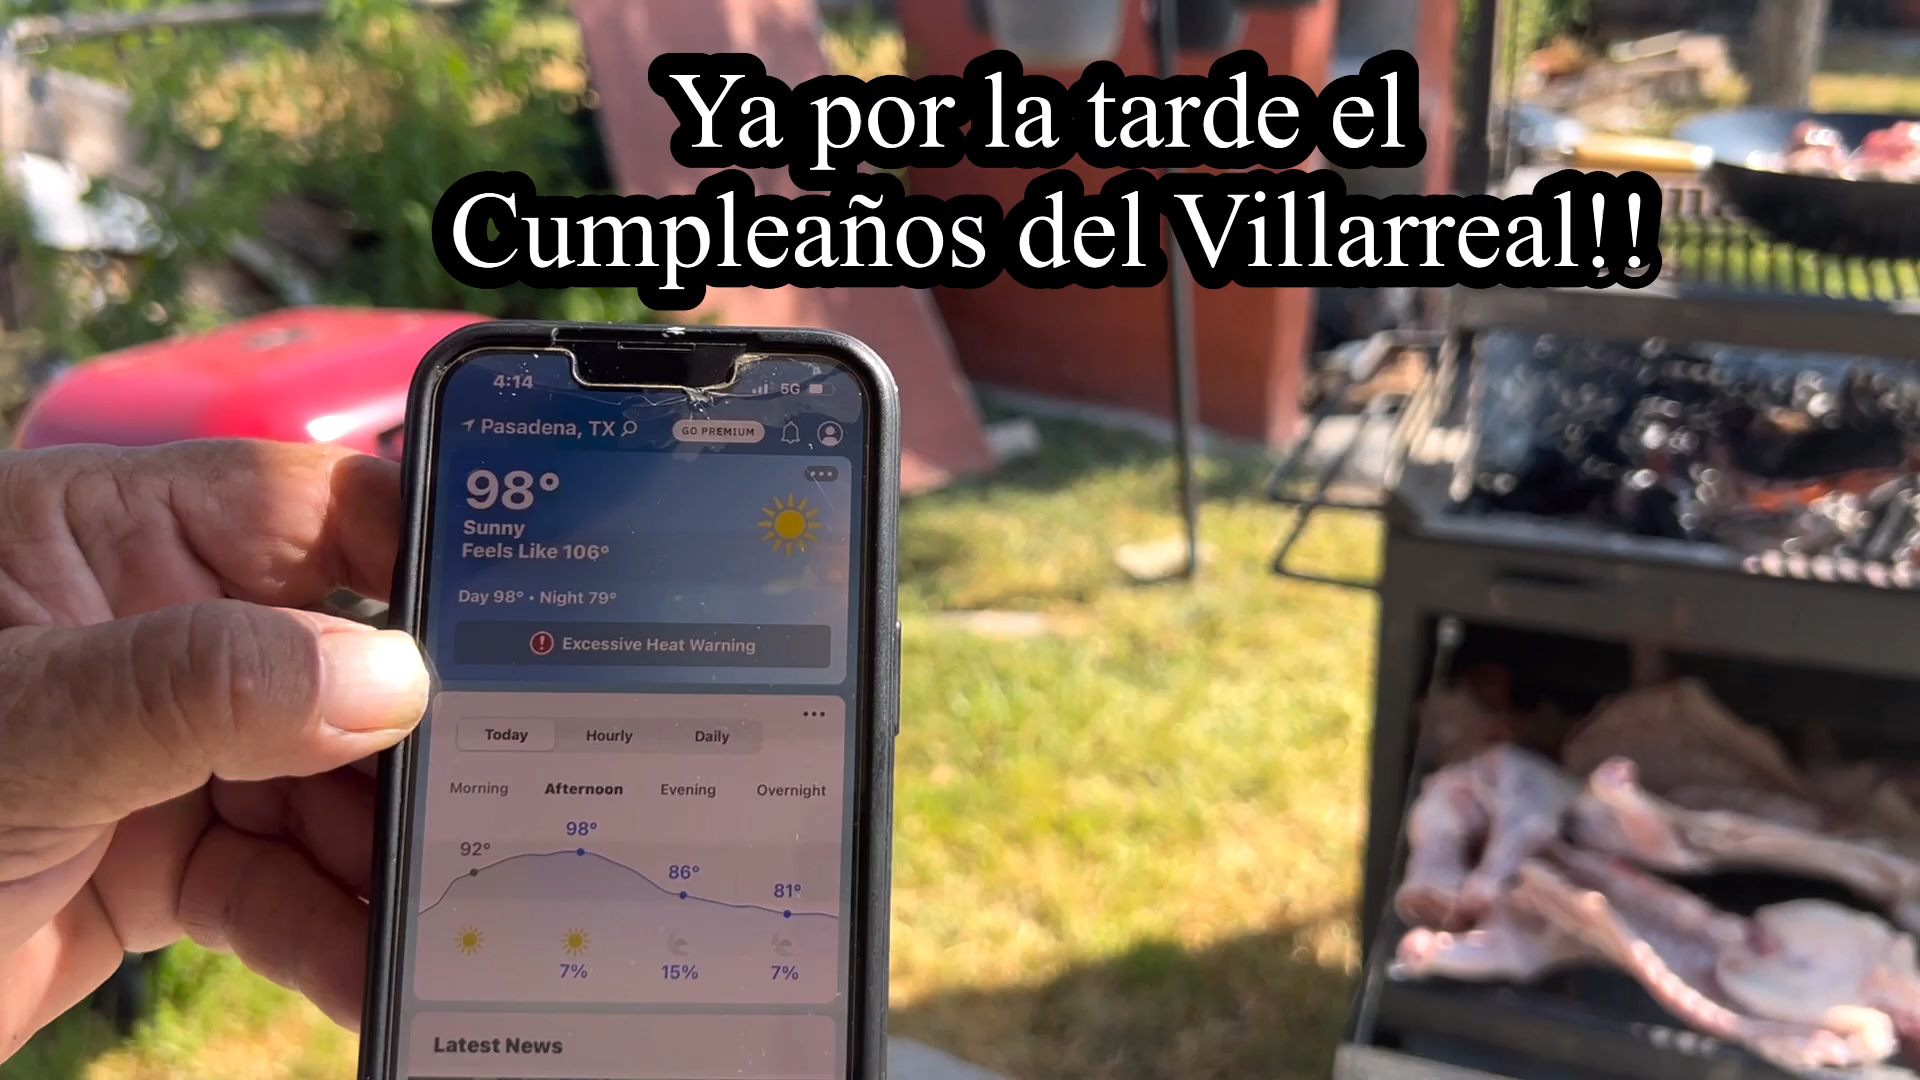 Ya por la tarde el
Cumpleaños del Villarreal!!
4:14
5G
Pasadena, TX
GO PREMIUM
98°
Sunny
Feels Like 106°
Day 98° • Night 79°
Excessive Heat Warning
Today Hourly Daily
Morning Afternoon Evening Overnight
92° 98° 86° 81°
7% 15% 7%
Latest News